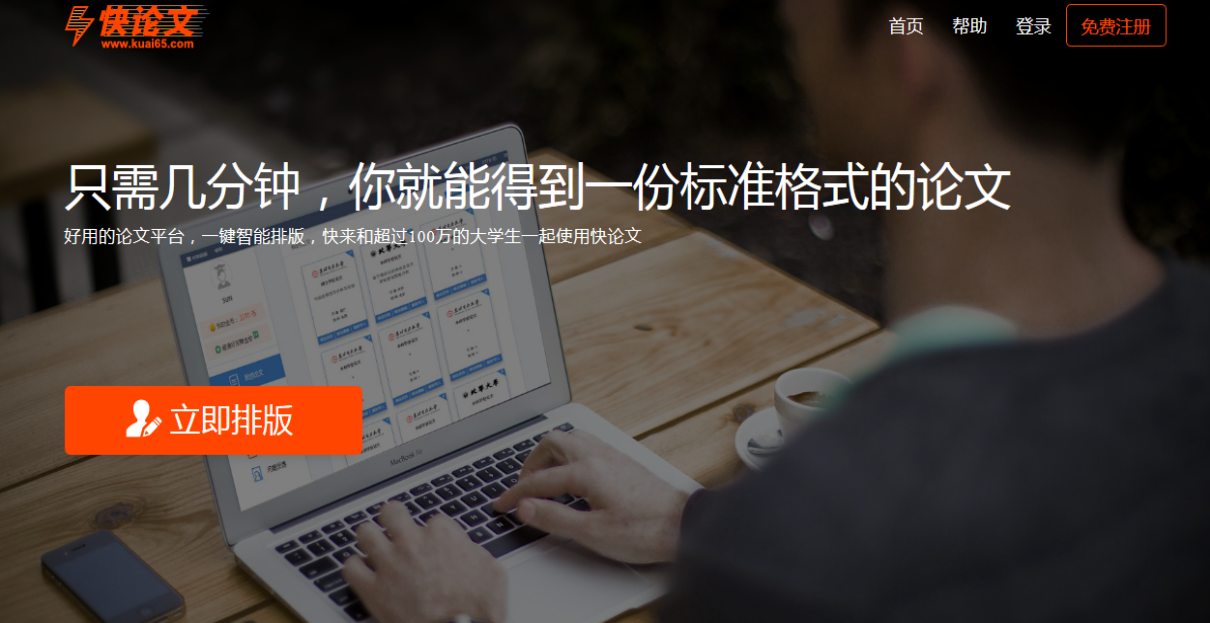 快论文
www.kuai65.com
首页 帮助 登录 免费注册
只需几分钟，你就能得到一份标准格式的论文
好用的论文平台，一键智能排版，快来和超过100万的大学生一起使用快论文
SUN
立即排版
MacBook Air